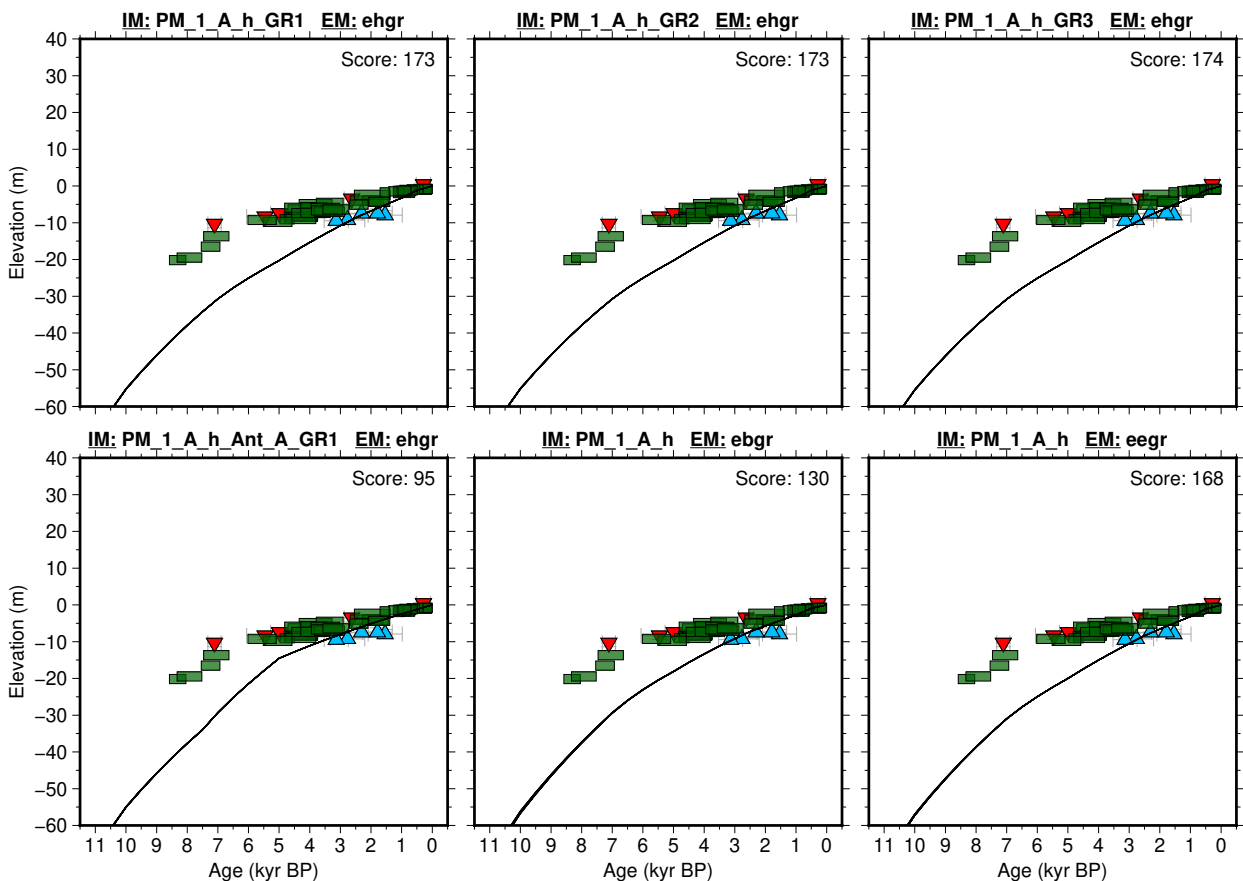 IM: PM_1_A_h_GR1 EM: ehgr
IM: PM_1_A_h_GR2 EM: ehgr
IM: PM_1_A_h_GR3 EM: ehgr
Score: 173
Score: 173
Score: 174
40
30
20
10
0
−10
−20
−30
−40
−50
−60
Elevation (m)
IM: PM_1_A_h_Ant_A_GR1 EM: ehgr
IM: PM_1_A_h EM: ebgr
IM: PM_1_A_h EM: eegr
Score: 95
Score: 130
Score: 168
40
30
20
10
0
−10
−20
−30
−40
−50
−60
Elevation (m)
11 10 9 8 7 6 5 4 3 2 1 0
11 10 9 8 7 6 5 4 3 2 1 0
11 10 9 8 7 6 5 4 3 2 1 0
Age (kyr BP)
Age (kyr BP)
Age (kyr BP)